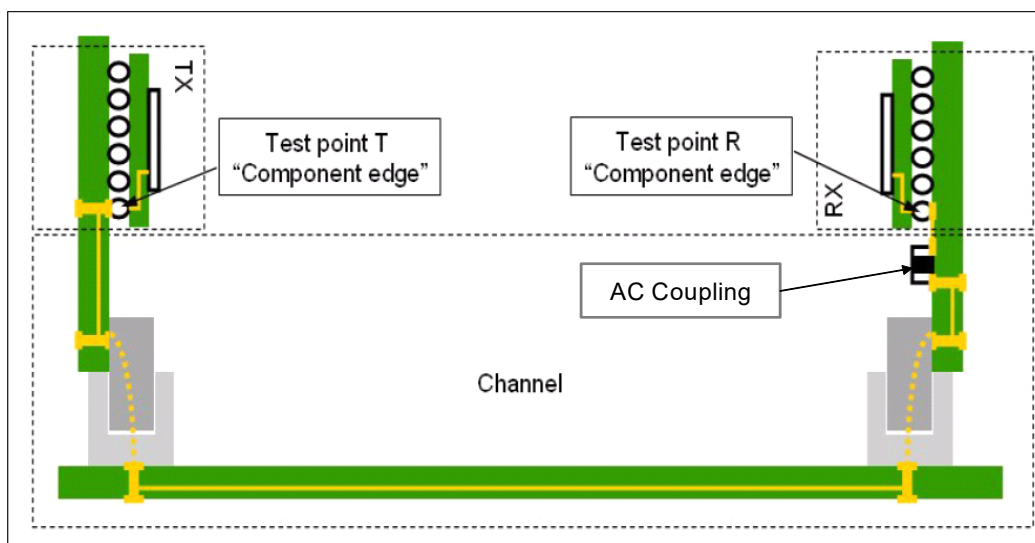 TX
Test point T
“Component edge”
Test point R
“Component edge”
RX
AC Coupling
Channel